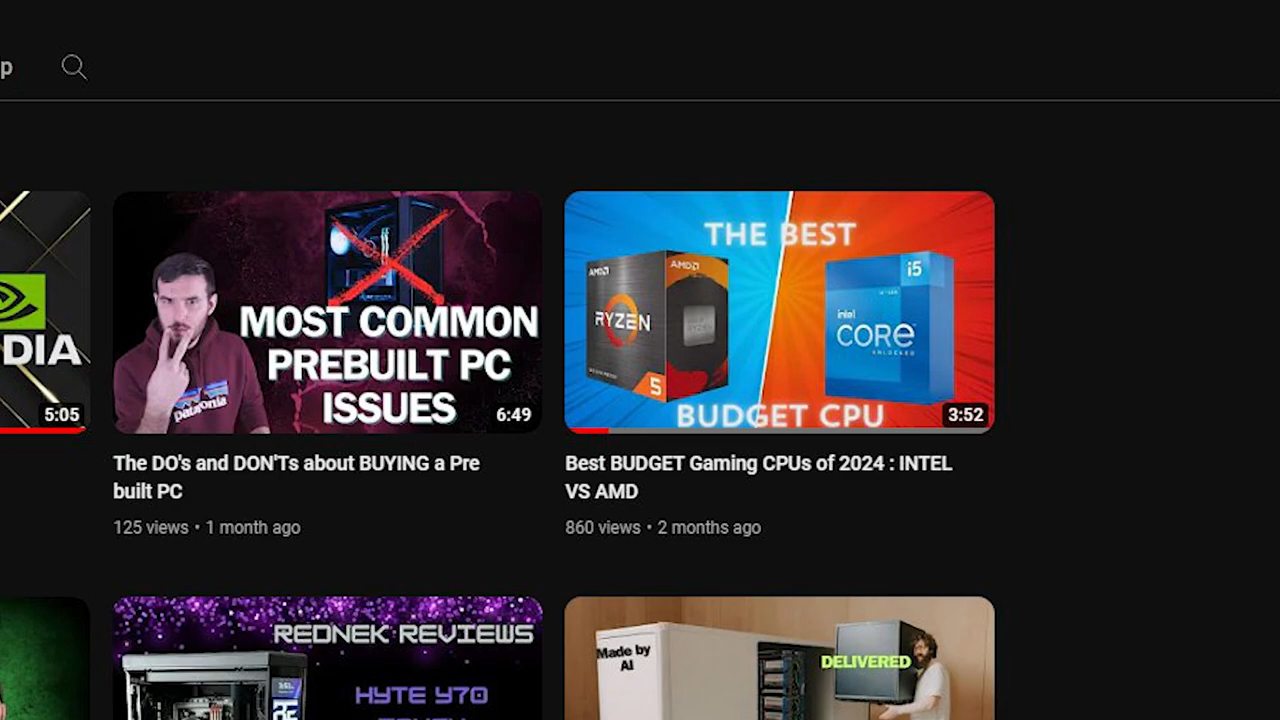 p
DIA
5:05
MOST COMMON
PREBUILT PC
ISSUES
patagonia
6:49
The DO's and DON'Ts about BUYING a Pre
built PC
125 views • 1 month ago
THE BEST
AMD
AMD
RYZEN
RYZEN
5
i5
intel
CORE
UNLOCKED
BUDGET CPU
3:52
Best BUDGET Gaming CPUs of 2024 : INTEL
VS AMD
860 views • 2 months ago
REDNEK REVIEWS
HYTE Y70
Made by
AI
DELIVERED